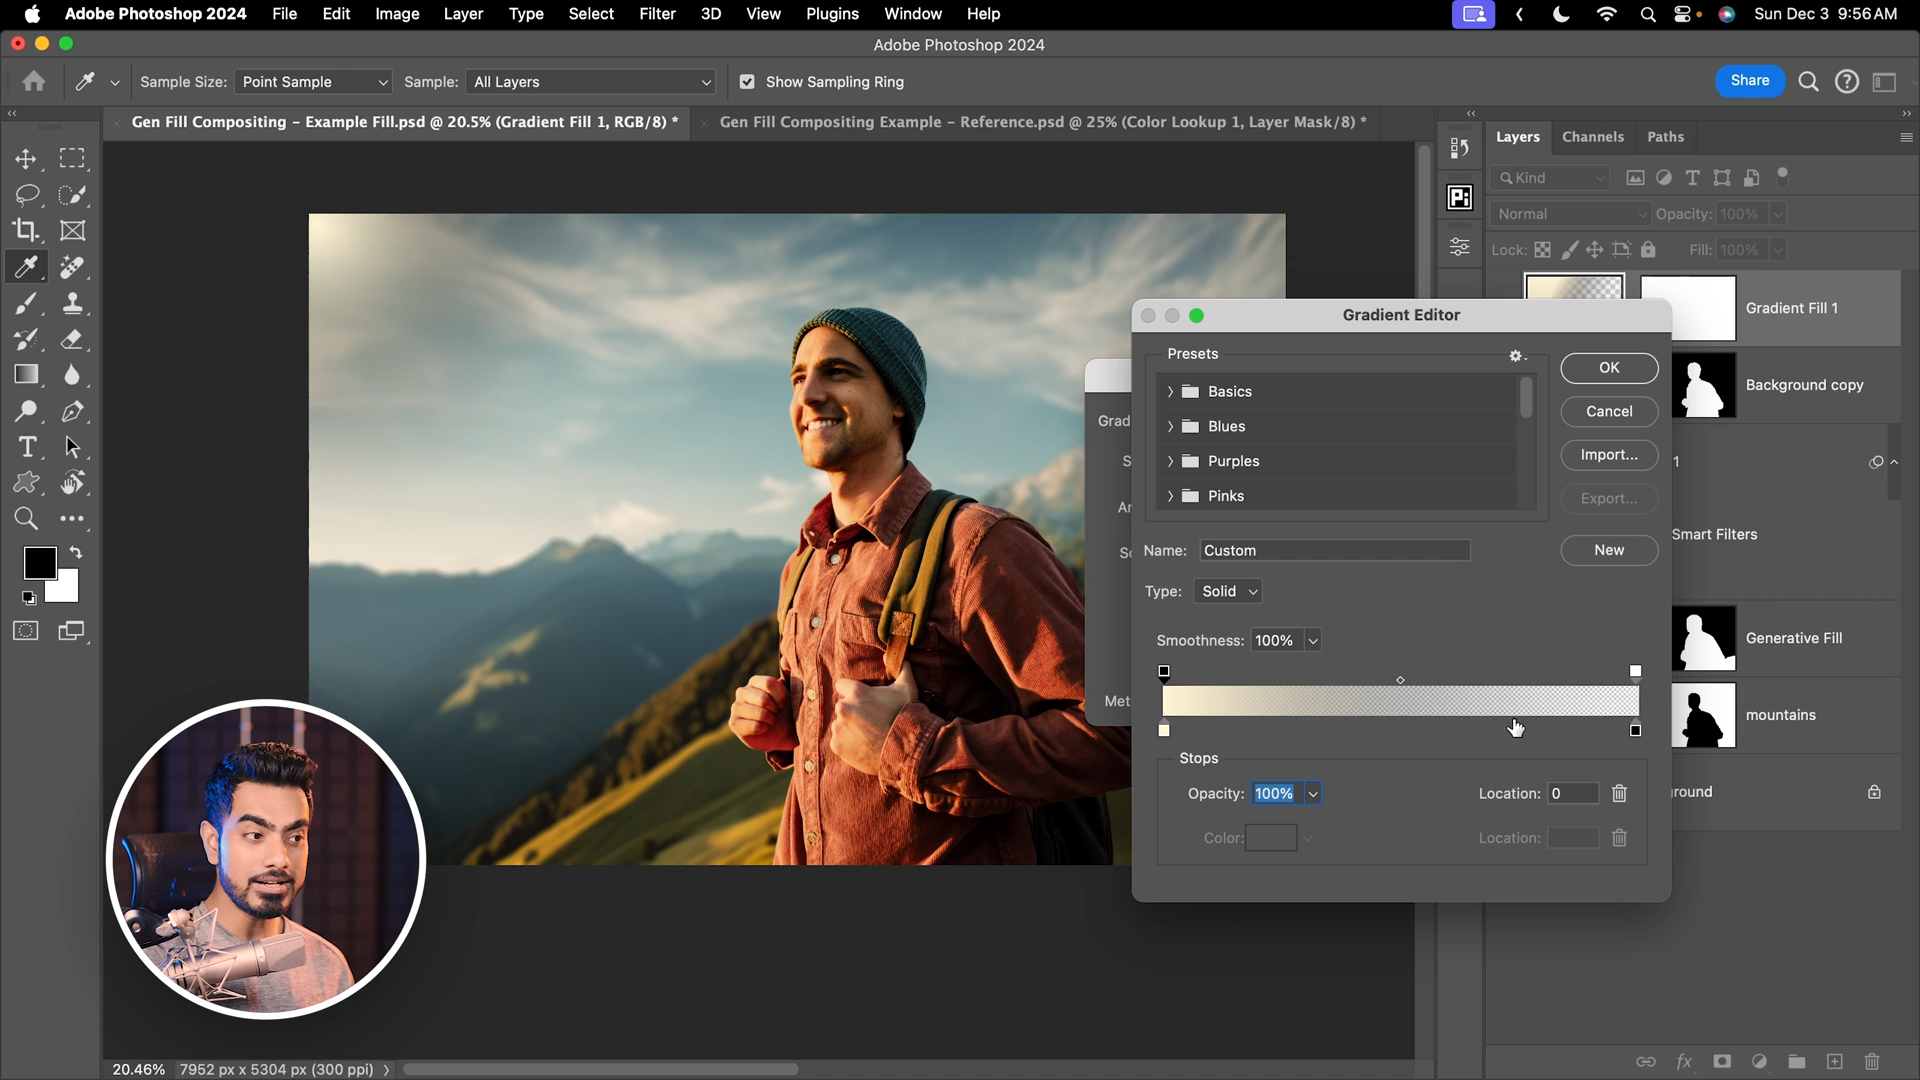 Adobe Photoshop 2024 File Edit Image Layer Type Select Filter 3D View Plugins Window Help Sun Dec 3 9:56 AM
Adobe Photoshop 2024
Sample Size: Point Sample Sample: All Layers Show Sampling Ring Share
Gen Fill Compositing – Example Fill.psd @ 20.5% (Gradient Fill 1, RGB/8) * Gen Fill Compositing Example – Reference.psd @ 25% (Color Lookup 1, Layer Mask/8) *
Layers Channels Paths
Kind
Normal Opacity: 100%
Lock: Fill: 100%
Gradient Fill 1
Gradient Editor
Presets
Basics
Blues
Purples
Pinks
OK
Cancel
Import...
Export...
New
Name: Custom
Type: Solid
Smoothness: 100%
Stops
Opacity: 100% Location: 0
Color: Location:
Grad
S
Ar
Sc
Met
Background copy
1
Smart Filters
Generative Fill
mountains
round
Pi
20.46% 7952 px x 5304 px (300 ppi)